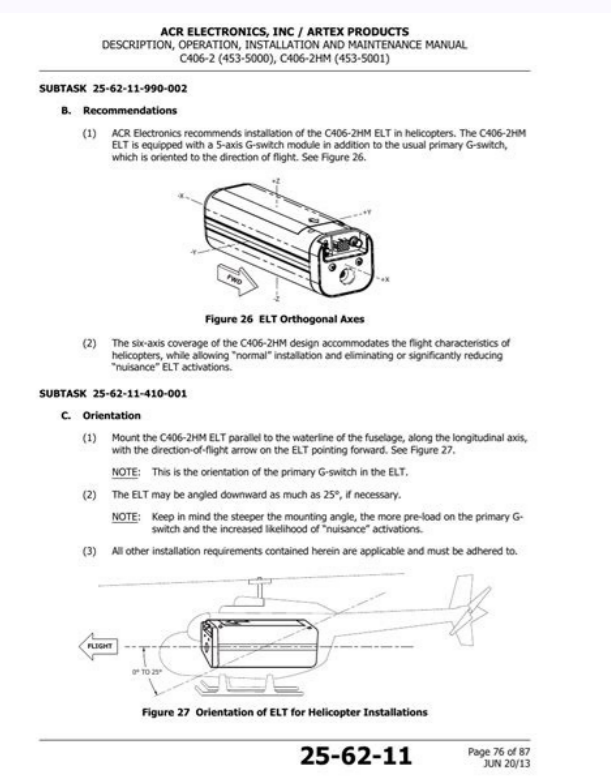 ACR ELECTRONICS, INC / ARTEX PRODUCTS
DESCRIPTION, OPERATION, INSTALLATION AND MAINTENANCE MANUAL
C406-2 (453-5000), C406-2HM (453-5001)
SUBTASK 25-62-11-990-002
B. Recommendations
(1) ACR Electronics recommends installation of the C406-2HM ELT in helicopters. The C406-2HM
ELT is equipped with a 5-axis G-switch module in addition to the usual primary G-switch,
which is oriented to the direction of flight. See Figure 26.
+Z
-X
+Y
-Y
FWD
+X
-Z
Figure 26 ELT Orthogonal Axes
(2) The six-axis coverage of the C406-2HM design accommodates the flight characteristics of
helicopters, while allowing "normal" installation and eliminating or significantly reducing
"nuisance" ELT activations.
SUBTASK 25-62-11-410-001
C. Orientation
(1) Mount the C406-2HM ELT parallel to the waterline of the fuselage, along the longitudinal axis,
with the direction-of-flight arrow on the ELT pointing forward. See Figure 27.
NOTE: This is the orientation of the primary G-switch in the ELT.
(2) The ELT may be angled downward as much as 25°, if necessary.
NOTE: Keep in mind the steeper the mounting angle, the more pre-load on the primary G-
switch and the increased likelihood of "nuisance" activations.
(3) All other installation requirements contained herein are applicable and must be adhered to.
FLIGHT
0° TO 25°
Figure 27 Orientation of ELT for Helicopter Installations
25-62-11
Page 76 of 87
JUN 20/13